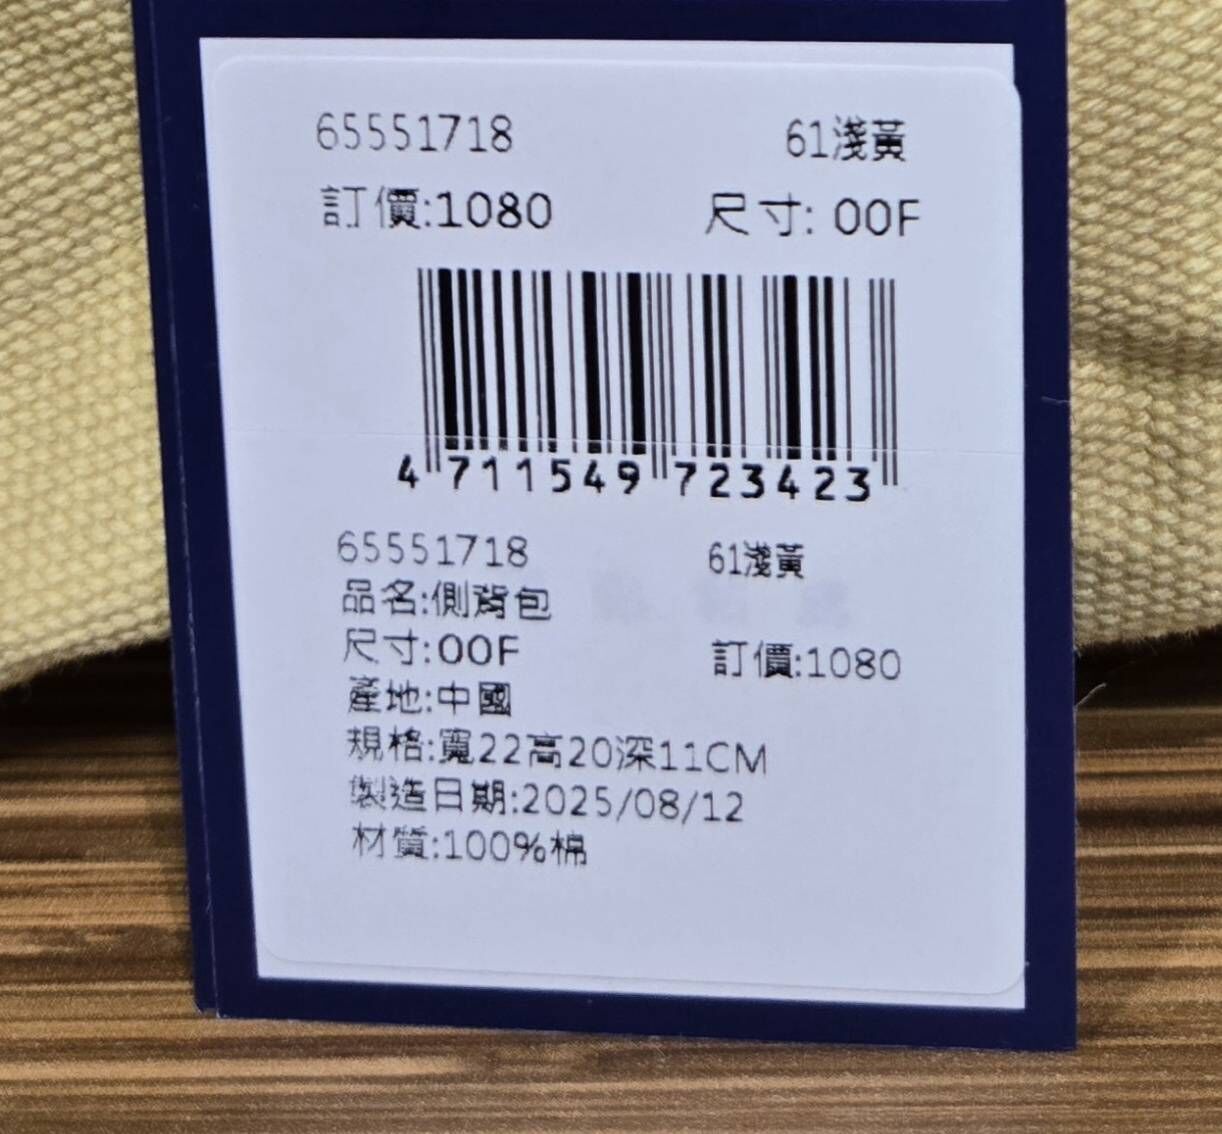 65551718 61淺黃
訂價:1080 尺寸: 00F
4 711549 723423
65551718 61淺黃
品名:側背包
尺寸:00F 訂價:1080
產地:中國
規格:寬22高20深11CM
製造日期:2025/08/12
材質:100%棉